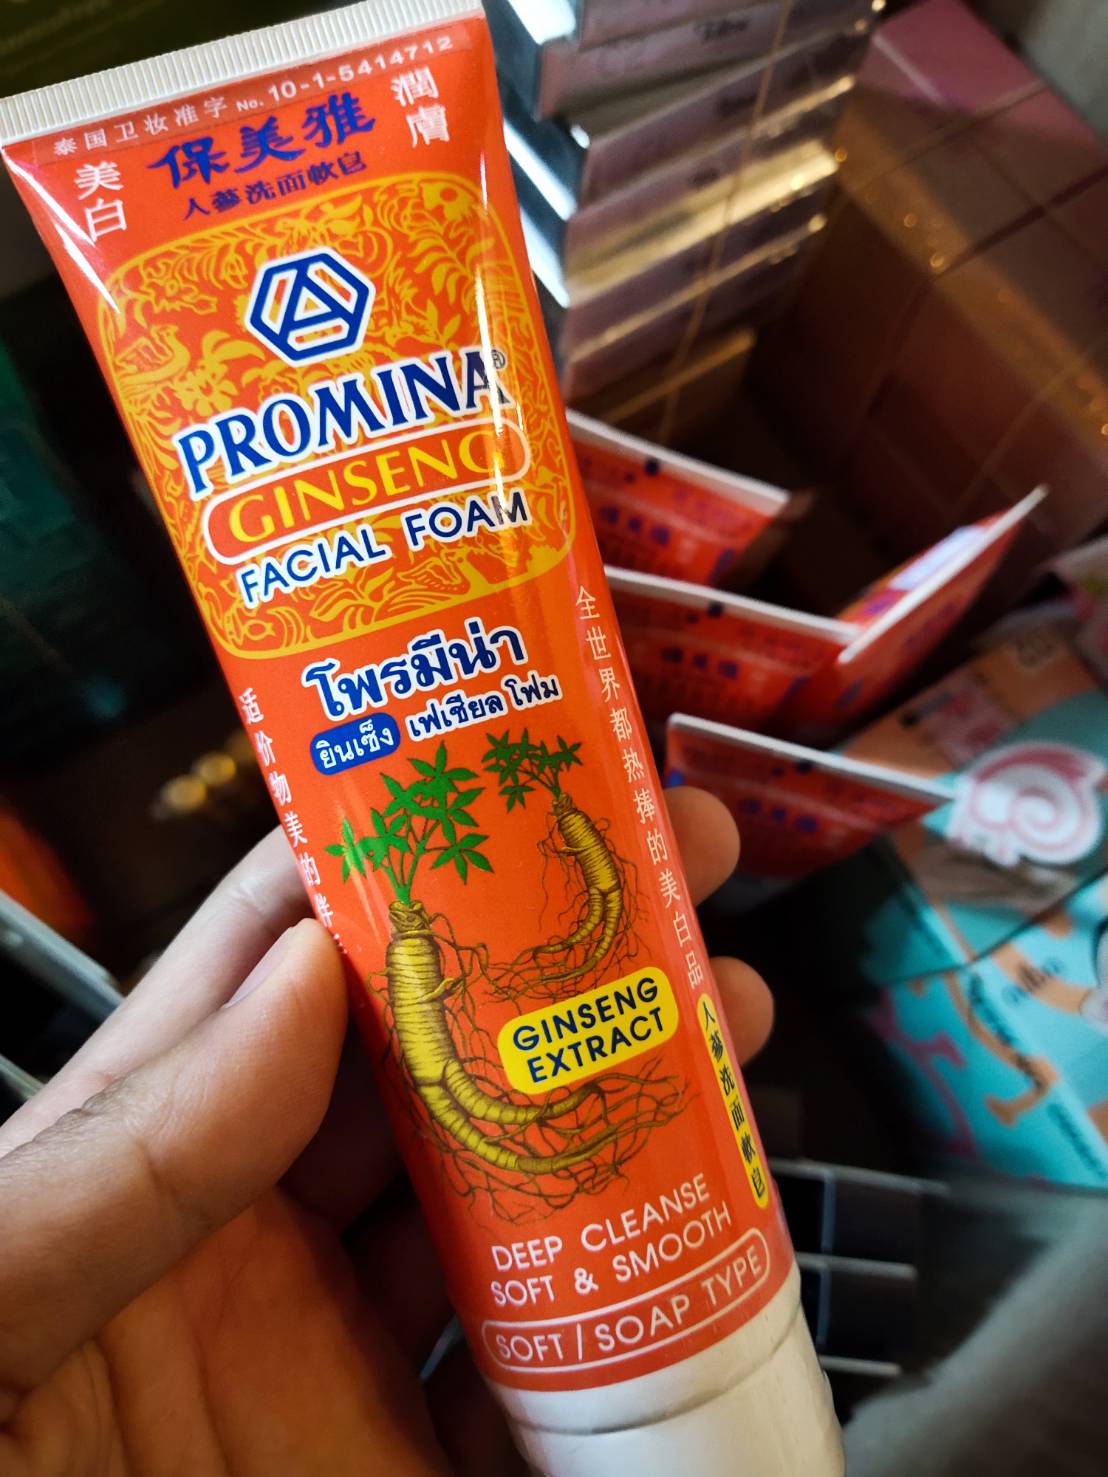 泰国卫妆准字 No. 10-1-5414712
美白
保美雅
潤膚
人蔘洗面軟皂
PROMINA®
GINSENG
FACIAL FOAM
โพรมีน่า
ยินเซ็ง เฟเชียล โฟม
适价物美的伴
全世界都热捧的美白品
人蔘洗面軟皂
GINSENG
EXTRACT
DEEP CLEANSE
SOFT & SMOOTH
SOFT / SOAP TYPE